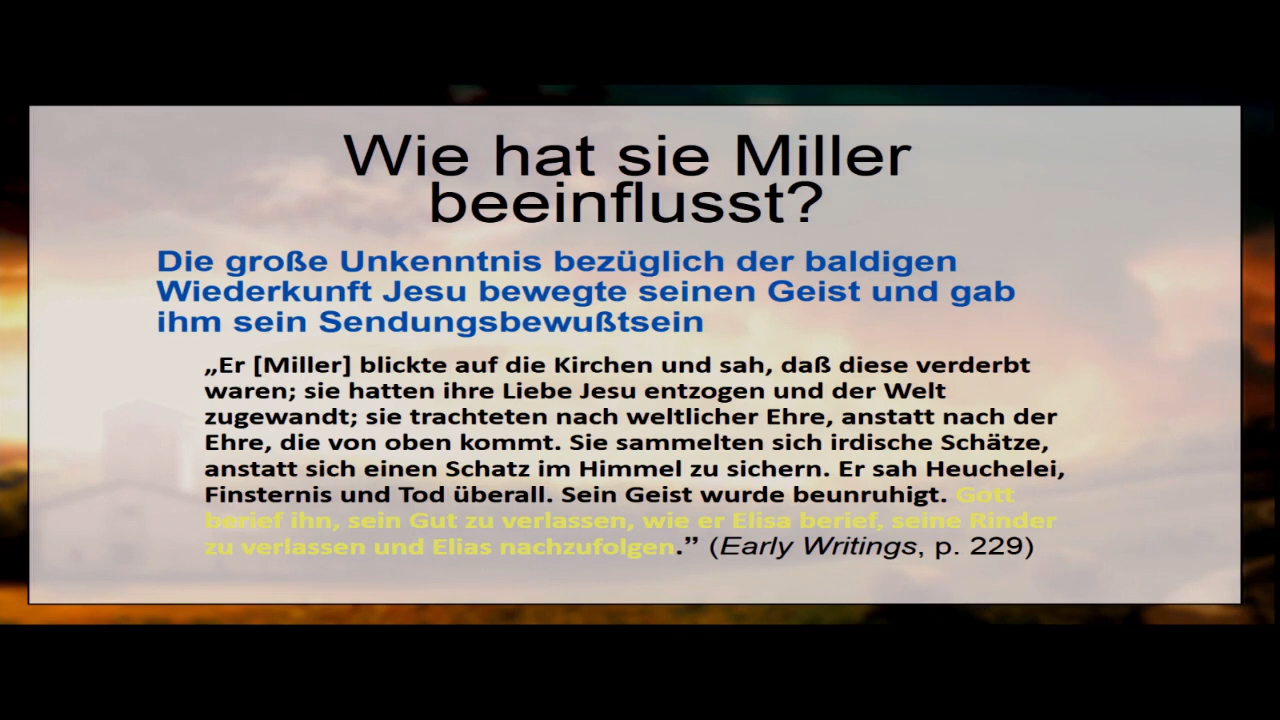 Wie hat sie Miller
beeinflusst?
Die große Unkenntnis bezüglich der baldigen
Wiederkunft Jesu bewegte seinen Geist und gab
ihm sein Sendungsbewußtsein
„Er [Miller] blickte auf die Kirchen und sah, daß diese verderbt
waren; sie hatten ihre Liebe Jesu entzogen und der Welt
zugewandt; sie trachteten nach weltlicher Ehre, anstatt nach der
Ehre, die von oben kommt. Sie sammelten sich irdische Schätze,
anstatt sich einen Schatz im Himmel zu sichern. Er sah Heuchelei,
Finsternis und Tod überall. Sein Geist wurde beunruhigt. Gott
berief ihn, sein Gut zu verlassen, wie er Elisa berief, seine Rinder
zu verlassen und Elias nachzufolgen.” (Early Writings, p. 229)